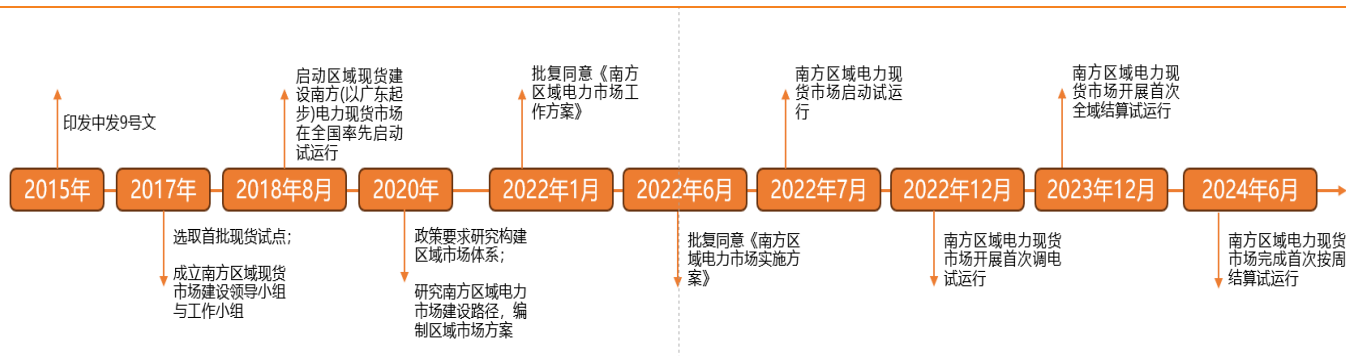 印发中发9号文
启动区域现货建
设南方(以广东起
步)电力现货市场
在全国率先启动
试运行
批复同意《南方
区域电力市场工
作方案》
南方区域电力现
货市场启动试运
行
南方区域电力现
货市场开展首次
全域结算试运行
2015年
2017年
2018年8月
2020年
2022年1月
2022年6月
2022年7月
2022年12月
2023年12月
2024年6月
选取首批现货试点；
成立南方区域现货
市场建设领导小组
与工作小组
政策要求研究构建
区域市场体系；
研究南方区域电力
市场建设路径，编
制区域市场方案
批复同意《南方区
域电力市场实施方
案》
南方区域电力现货
市场开展首次调电
试运行
南方区域电力现货
市场完成首次按周
结算试运行